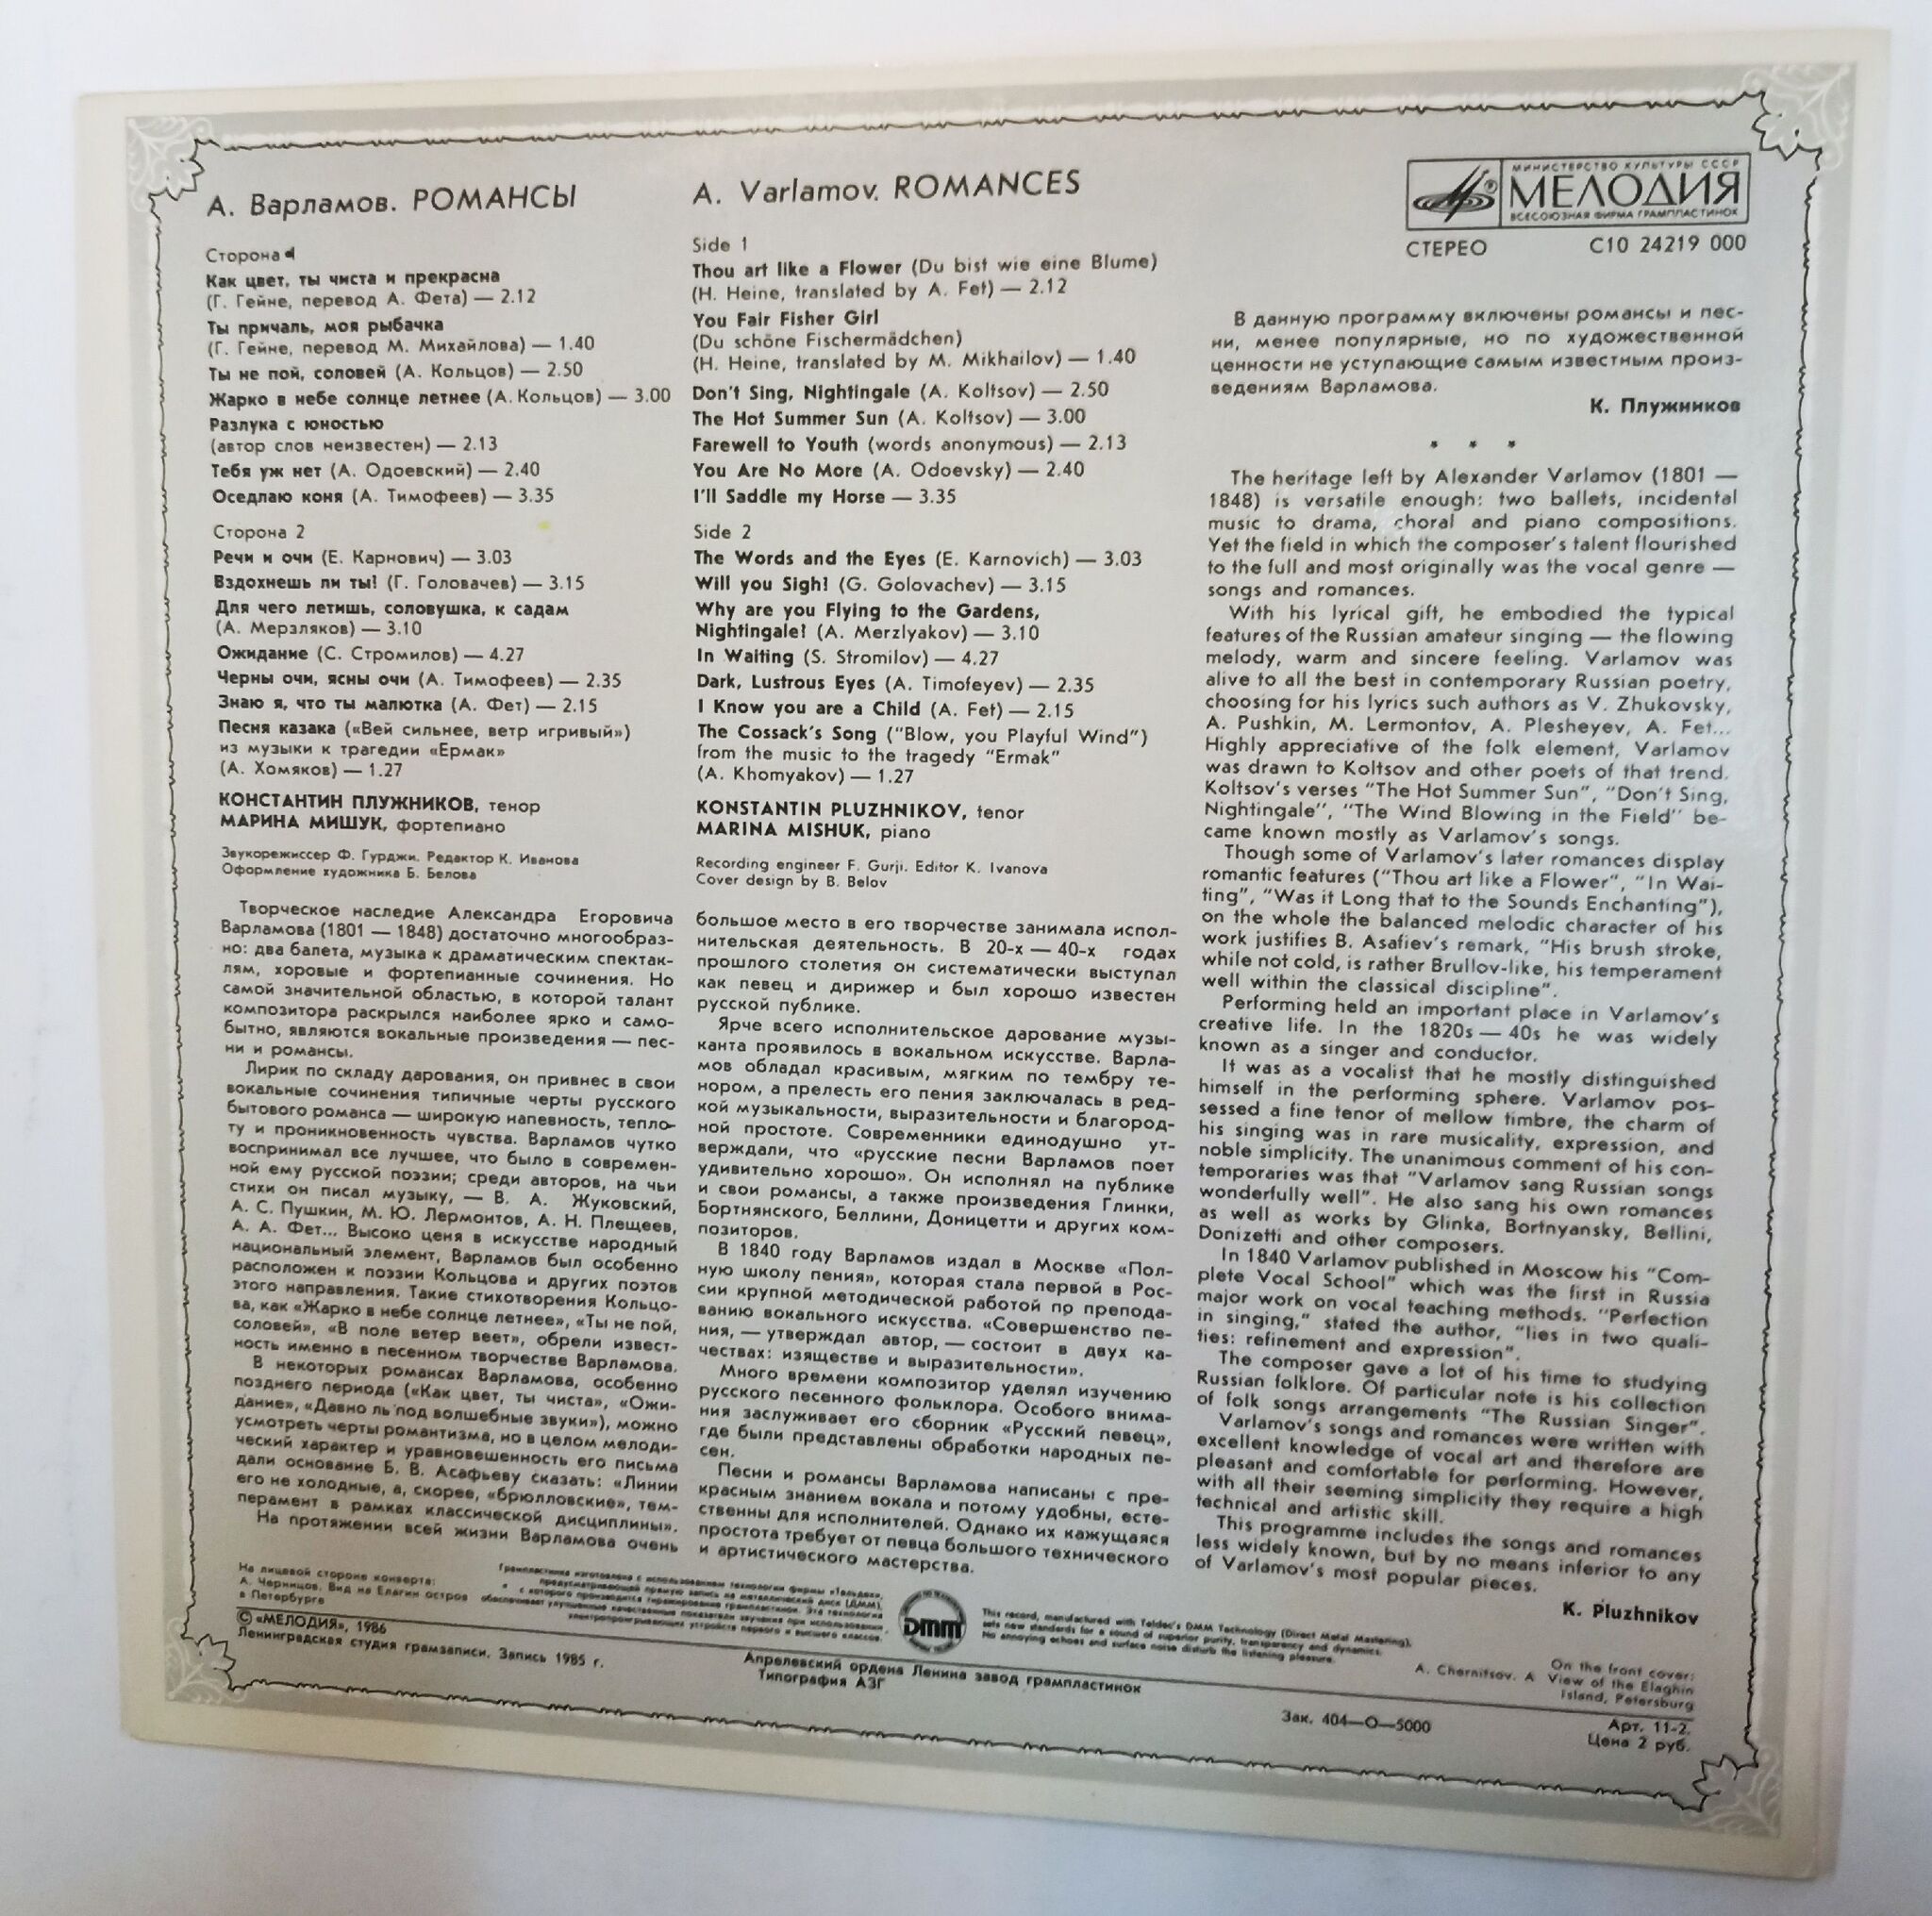 А. Варламов. РОМАНСЫ
Сторона 1
Как цвет, ты чиста и прекрасна
(Г. Гейне, перевод А. Фета) — 2.12
Ты причаль, моя рыбачка
(Г. Гейне, перевод М. Михайлова) — 1.40
Ты не пой, соловей (А. Кольцов) — 2.50
Жарко в небе солнце летнее (А. Кольцов) — 3.00
Разлука с юностью
(автор слов неизвестен) — 2.13
Тебя уж нет (А. Одоевский) — 2.40
Оседлаю коня (А. Тимофеев) — 3.35
Сторона 2
Речи и очи (Е. Карнович) — 3.03
Вздохнешь ли ты? (Г. Головачев) — 3.15
Для чего летишь, соловушка, к садам
(А. Мерзляков) — 3.10
Ожидание (С. Стромилов) — 4.27
Черны очи, ясны очи (А. Тимофеев) — 2.35
Знаю я, что ты малютка (А. Фет) — 2.15
Песня казака («Вей сильнее, ветр игривый»)
из музыки к трагедии «Ермак»
(А. Хомяков) — 1.27
КОНСТАНТИН ПЛУЖНИКОВ, тенор
МАРИНА МИШУК, фортепиано
Звукорежиссер Ф. Гурджи. Редактор К. Иванова
Оформление художника Б. Белова
A. Varlamov. ROMANCES
Side 1
Thou art like a Flower (Du bist wie eine Blume)
(H. Heine, translated by A. Fet) — 2.12
You Fair Fisher Girl
(Du schöne Fischermädchen)
(H. Heine, translated by M. Mikhailov) — 1.40
Don't Sing, Nightingale (A. Koltsov) — 2.50
The Hot Summer Sun (A. Koltsov) — 3.00
Farewell to Youth (words anonymous) — 2.13
You Are No More (A. Odoevsky) — 2.40
I'll Saddle my Horse — 3.35
Side 2
The Words and the Eyes (E. Karnovich) — 3.03
Will you Sigh? (G. Golovachev) — 3.15
Why are you Flying to the Gardens,
Nightingale? (A. Merzlyakov) — 3.10
In Waiting (S. Stromilov) — 4.27
Dark, Lustrous Eyes (A. Timofeyev) — 2.35
I Know you are a Child (A. Fet) — 2.15
The Cossack's Song ("Blow, you Playful Wind")
from the music to the tragedy "Ermak"
(A. Khomyakov) — 1.27
KONSTANTIN PLUZHNIKOV, tenor
MARINA MISHUK, piano
Recording engineer F. Gurji. Editor K. Ivanova
Cover design by B. Belov
МИНИСТЕРСТВО КУЛЬТУРЫ СССР
МЕЛОДИЯ
ВСЕСОЮЗНАЯ ФИРМА ГРАМПЛАСТИНОК
СТЕРЕО С10 24219 000
В данную программу включены романсы и пес-
ни, менее популярные, но по художественной
ценности не уступающие самым известным произ-
ведениям Варламова.
К. Плужников
* * *
The heritage left by Alexander Varlamov (1801 —
1848) is versatile enough: two ballets, incidental
music to drama, choral and piano compositions.
Yet the field in which the composer's talent flourished
to the full and most originally was the vocal genre —
songs and romances.
With his lyrical gift, he embodied the typical
features of the Russian amateur singing — the flowing
melody, warm and sincere feeling. Varlamov was
alive to all the best in contemporary Russian poetry,
choosing for his lyrics such authors as V. Zhukovsky,
A. Pushkin, M. Lermontov, A. Plesheyev, A. Fet...
Highly appreciative of the folk element, Varlamov
was drawn to Koltsov and other poets of that trend.
Koltsov's verses "The Hot Summer Sun", "Don't Sing,
Nightingale", "The Wind Blowing in the Field" be-
came known mostly as Varlamov's songs.
Though some of Varlamov's later romances display
romantic features ("Thou art like a Flower", "In Wai-
ting", "Was it Long that to the Sounds Enchanting"),
on the whole the balanced melodic character of his
work justifies B. Asafiev's remark, "His brush stroke,
while not cold, is rather Brullov-like, his temperament
well within the classical discipline".
Performing held an important place in Varlamov's
creative life. In the 1820s — 40s he was widely
known as a singer and conductor.
It was as a vocalist that he mostly distinguished
himself in the performing sphere. Varlamov pos-
sessed a fine tenor of mellow timbre, the charm of
his singing was in rare musicality, expression, and
noble simplicity. The unanimous comment of his con-
temporaries was that "Varlamov sang Russian songs
wonderfully well". He also sang his own romances
as well as works by Glinka, Bortnyansky, Bellini,
Donizetti and other composers.
In 1840 Varlamov published in Moscow his "Com-
plete Vocal School" which was the first in Russia
major work on vocal teaching methods. "Perfection
in singing," stated the author, "lies in two quali-
ties: refinement and expression".
The composer gave a lot of his time to studying
Russian folklore. Of particular note is his collection
of folk songs arrangements "The Russian Singer".
Varlamov's songs and romances were written with
excellent knowledge of vocal art and therefore are
pleasant and comfortable for performing. However,
with all their seeming simplicity they require a high
technical and artistic skill.
This programme includes the songs and romances
less widely known, but by no means inferior to any
of Varlamov's most popular pieces.
K. Pluzhnikov
Творческое наследие Александра Егоровича
Варламова (1801 — 1848) достаточно многообраз-
но: два балета, музыка к драматическим спектак-
лям, хоровые и фортепианные сочинения. Но
самой значительной областью, в которой талант
композитора раскрылся наиболее ярко и само-
бытно, являются вокальные произведения — пес-
ни и романсы.
Лирик по складу дарования, он привнес в свои
вокальные сочинения типичные черты русского
бытового романса — широкую напевность, тепло-
ту и проникновенность чувства. Варламов чутко
воспринимал все лучшее, что было в современ-
ной ему русской поэзии; среди авторов, на чьи
стихи он писал музыку, — В. А. Жуковский,
А. С. Пушкин, М. Ю. Лермонтов, А. Н. Плещеев,
А. А. Фет... Высоко ценя в искусстве народный
национальный элемент, Варламов был особенно
расположен к поэзии Кольцова и других поэтов
этого направления. Такие стихотворения Кольцо-
ва, как «Жарко в небе солнце летнее», «Ты не пой,
соловей», «В поле ветер веет», обрели извест-
ность именно в песенном творчестве Варламова.
В некоторых романсах Варламова, особенно
позднего периода («Как цвет, ты чиста», «Ожи-
дание», «Давно ль под волшебные звуки»), можно
усмотреть черты романтизма, но в целом мелоди-
ческий характер и уравновешенность его письма
дали основание Б. В. Асафьеву сказать: «Линии
его не холодные, а, скорее, «брюлловские», тем-
перамент в рамках классической дисциплины».
На протяжении всей жизни Варламова очень
большое место в его творчестве занимала испол-
нительская деятельность. В 20-х — 40-х годах
прошлого столетия он систематически выступал
как певец и дирижер и был хорошо известен
русской публике.
Ярче всего исполнительское дарование музы-
канта проявилось в вокальном искусстве. Варла-
мов обладал красивым, мягким по тембру те-
нором, а прелесть его пения заключалась в ред-
кой музыкальности, выразительности и благород-
ной простоте. Современники единодушно ут-
верждали, что «русские песни Варламов поет
удивительно хорошо». Он исполнял на публике
и свои романсы, а также произведения Глинки,
Бортнянского, Беллини, Доницетти и других ком-
позиторов.
В 1840 году Варламов издал в Москве «Пол-
ную школу пения», которая стала первой в Рос-
сии крупной методической работой по препода-
ванию вокального искусства. «Совершенство пе-
ния, — утверждал автор, — состоит в двух ка-
чествах: изяществе и выразительности».
Много времени композитор уделял изучению
русского песенного фольклора. Особого внима-
ния заслуживает его сборник «Русский певец»,
где были представлены обработки народных пе-
сен.
Песни и романсы Варламова написаны с пре-
красным знанием вокала и потому удобны, есте-
ственны для исполнителей. Однако их кажущаяся
простота требует от певца большого технического
и артистического мастерства.
На лицевой стороне конверта:
А. Черницов. Вид на Елагин остров
в Петербурге
Грампластинка изготовлена с использованием технологии фирмы «Тельдек»,
предусматривающей прямую запись на металлический диск (ДММ),
с которого производится тиражирование грампластинок. Эта технология
обеспечивает улучшенные качественные показатели звучания при использовании
электропроигрывающих устройств первого и высшего классов.
DMM
This record, manufactured with Teldec's DMM Technology (Direct Metal Mastering),
sets new standards for a sound of superior purity, transparency and dynamics.
No annoying echoes and surface noise disturb the listening pleasure.
On the front cover:
A. Chernitsov. A View of the Elaghin
Island, Petersburg
© «МЕЛОДИЯ», 1986
Ленинградская студия грамзаписи. Запись 1985 г.
Апрелевский ордена Ленина завод грампластинок
Типография АЗГ
Зак. 404—О—5000
Арт. 11-2.
Цена 2 руб.